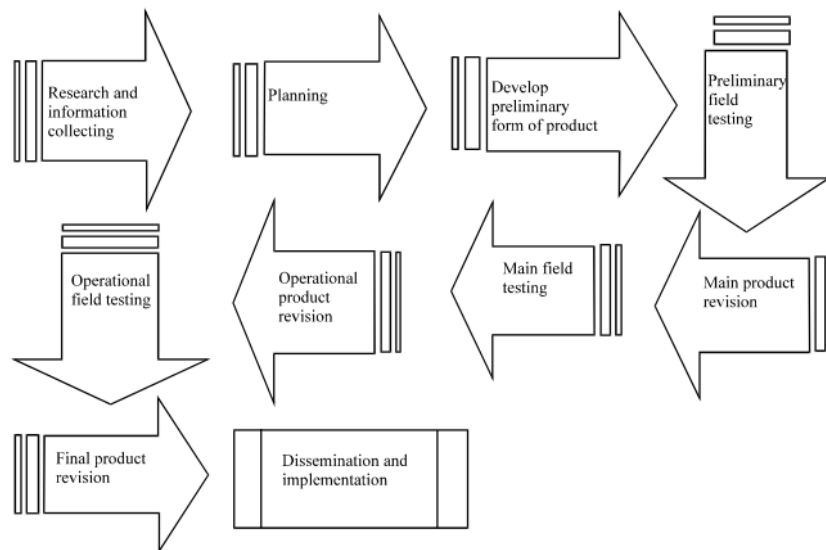 Research and
information
collecting
Planning
Develop
preliminary
form of product
Preliminary
field
testing
Main product
revision
Main field
testing
Operational
product
revision
Operational
field testing
Final product
revision
Dissemination and
implementation